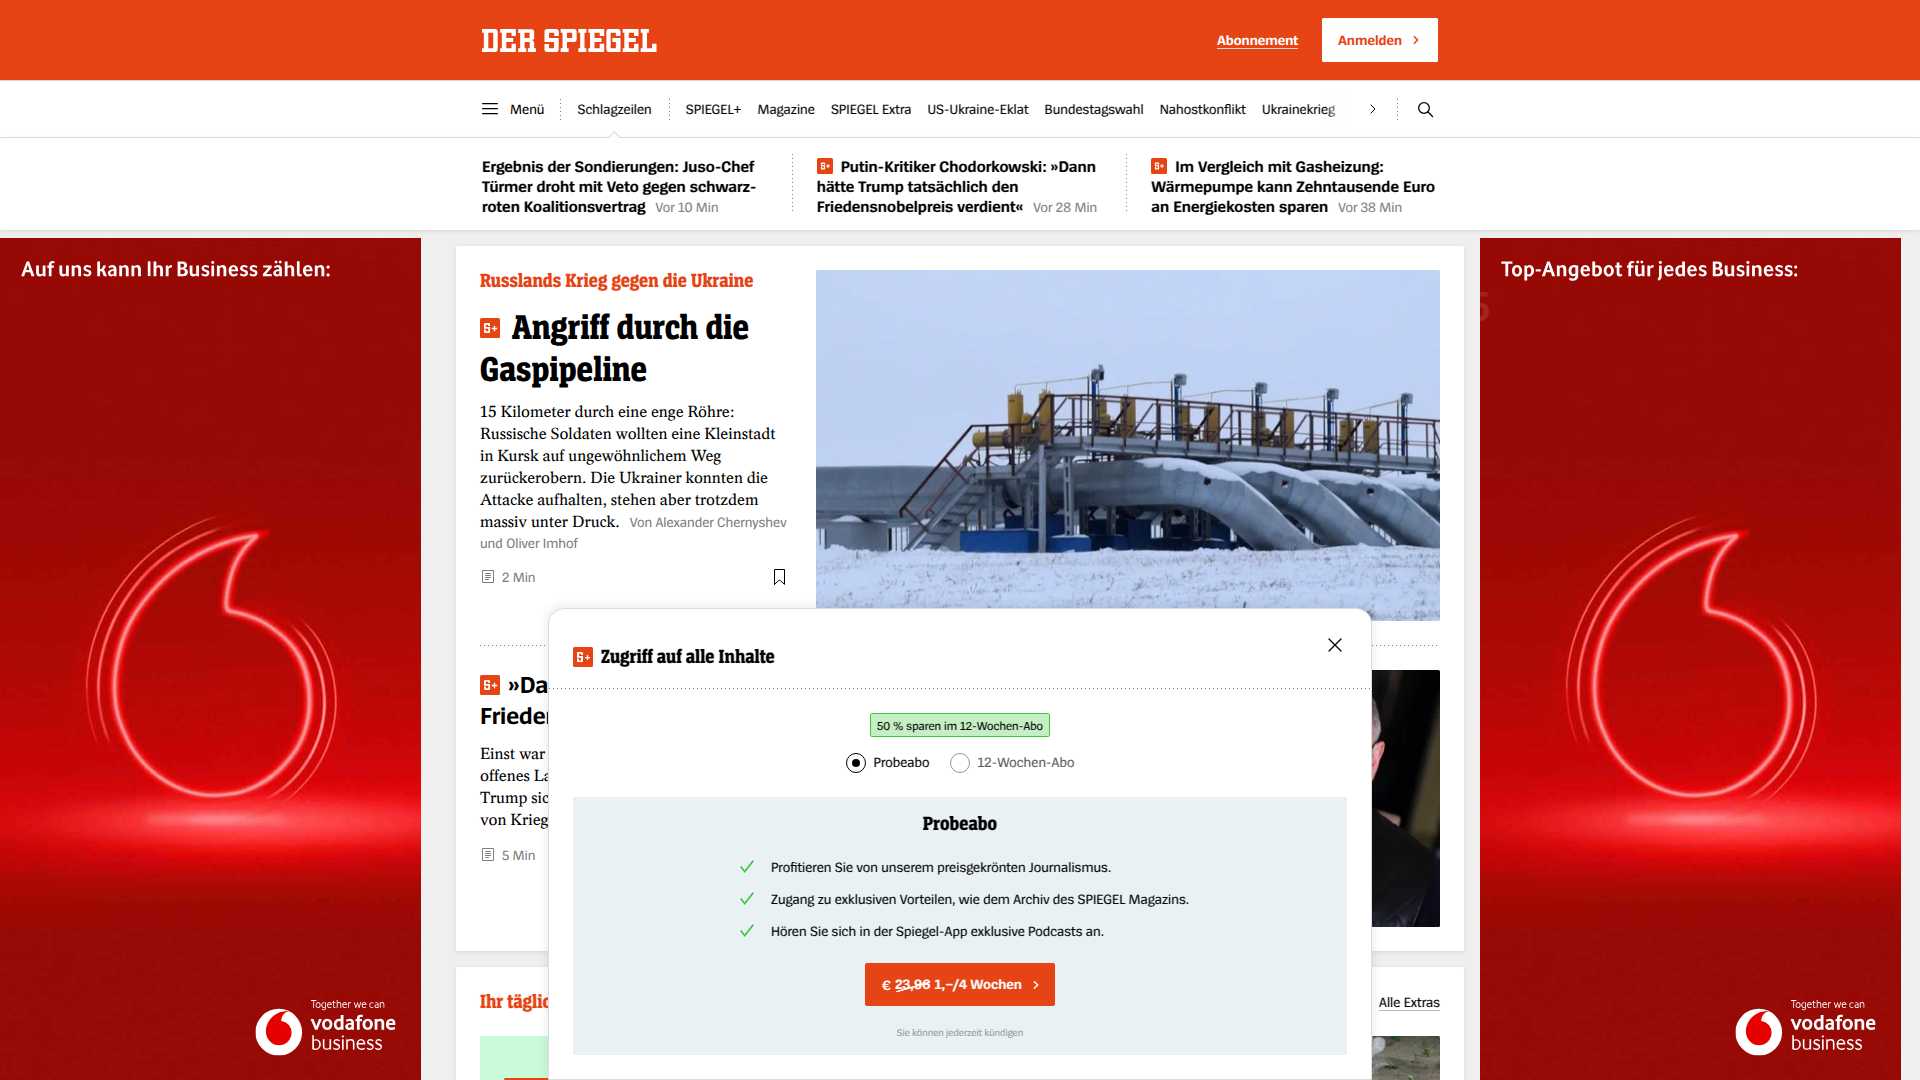 DER SPIEGEL
Abonnement
Anmelden
Menü
Schlagzeilen
SPIEGEL+
Magazine
SPIEGEL Extra
US-Ukraine-Eklat
Bundestagswahl
Nahostkonflikt
Ukrainekrieg
Ergebnis der Sondierungen: Juso-Chef
Türmer droht mit Veto gegen schwarz-
roten Koalitionsvertrag Vor 10 Min
Putin-Kritiker Chodorkowski: »Dann
hätte Trump tatsächlich den
Friedensnobelpreis verdient« Vor 28 Min
Im Vergleich mit Gasheizung:
Wärmepumpe kann Zehntausende Euro
an Energiekosten sparen Vor 38 Min
Auf uns kann Ihr Business zählen:
Together we can
vodafone
business
Russlands Krieg gegen die Ukraine
Angriff durch die
Gaspipeline
15 Kilometer durch eine enge Röhre:
Russische Soldaten wollten eine Kleinstadt
in Kursk auf ungewöhnlichem Weg
zurückerobern. Die Ukrainer konnten die
Attacke aufhalten, stehen aber trotzdem
massiv unter Druck. Von Alexander Chernyshev
und Oliver Imhof
2 Min
»Da
Frieden
Einst war
offenes La
Trump sic
von Krieg
5 Min
Zugriff auf alle Inhalte
50 % sparen im 12-Wochen-Abo
Probeabo
12-Wochen-Abo
Probeabo
Profitieren Sie von unserem preisgekrönten Journalismus.
Zugang zu exklusiven Vorteilen, wie dem Archiv des SPIEGEL Magazins.
Hören Sie sich in der Spiegel-App exklusive Podcasts an.
€ 23,96 1,–/4 Wochen
Sie können jederzeit kündigen
Ihr täglic
Alle Extras
Top-Angebot für jedes Business:
Together we can
vodafone
business